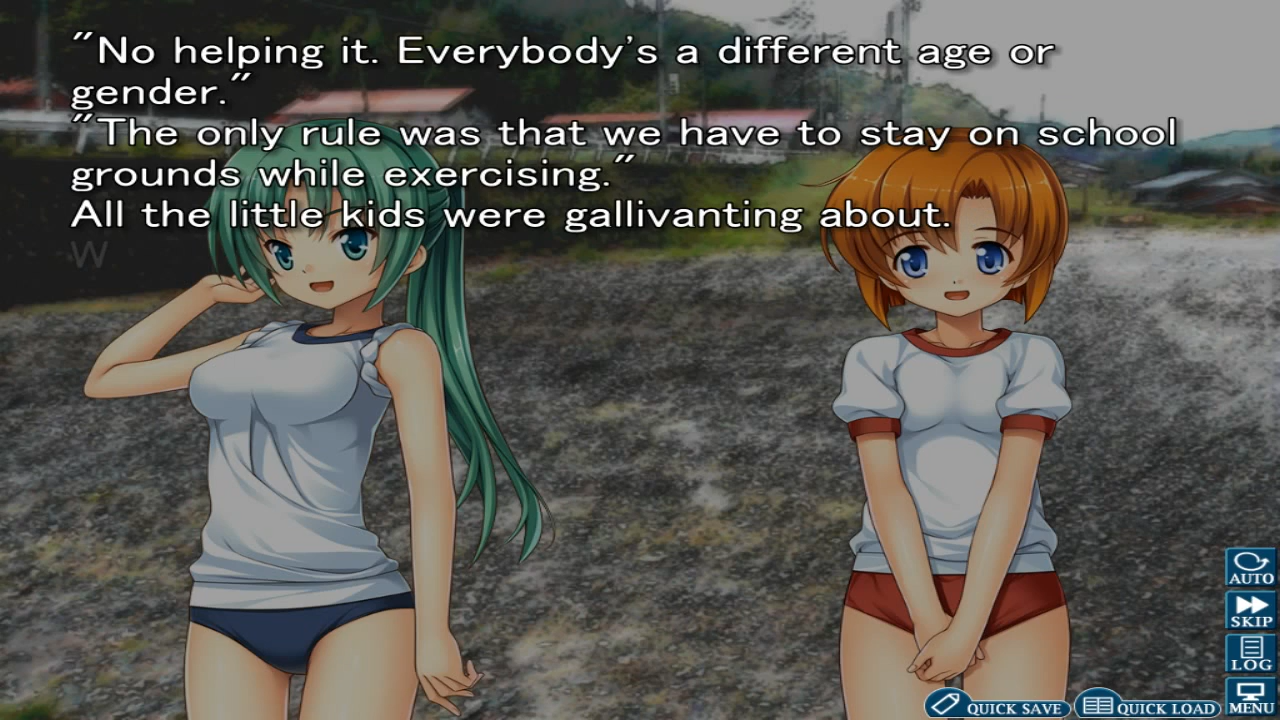 "No helping it. Everybody's a different age or
gender."
"The only rule was that we have to stay on school
grounds while exercising."
All the little kids were gallivanting about.
W
AUTO
SKIP
LOG
MENU
QUICK SAVE
QUICK LOAD